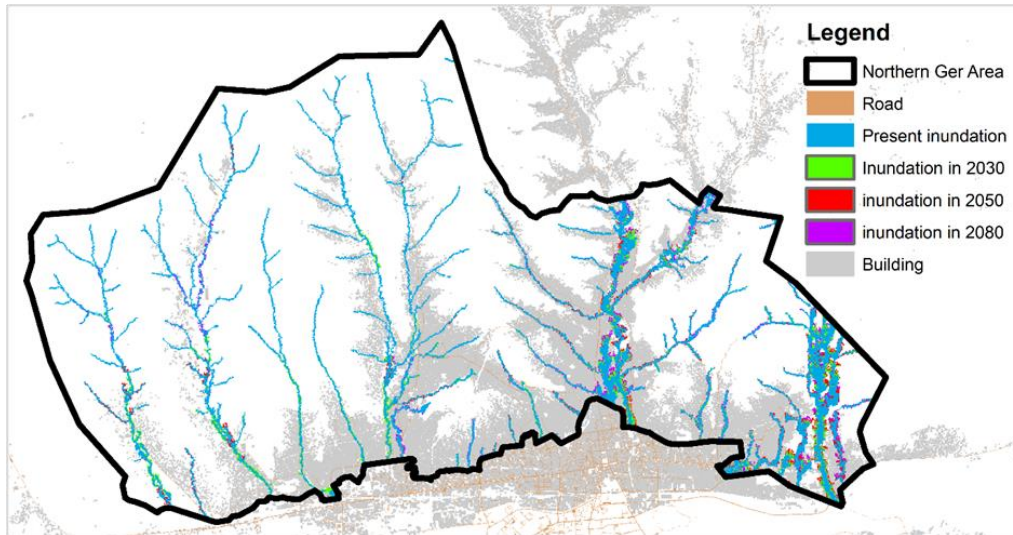 Legend
Northern Ger Area
Road
Present inundation
Inundation in 2030
inundation in 2050
inundation in 2080
Building